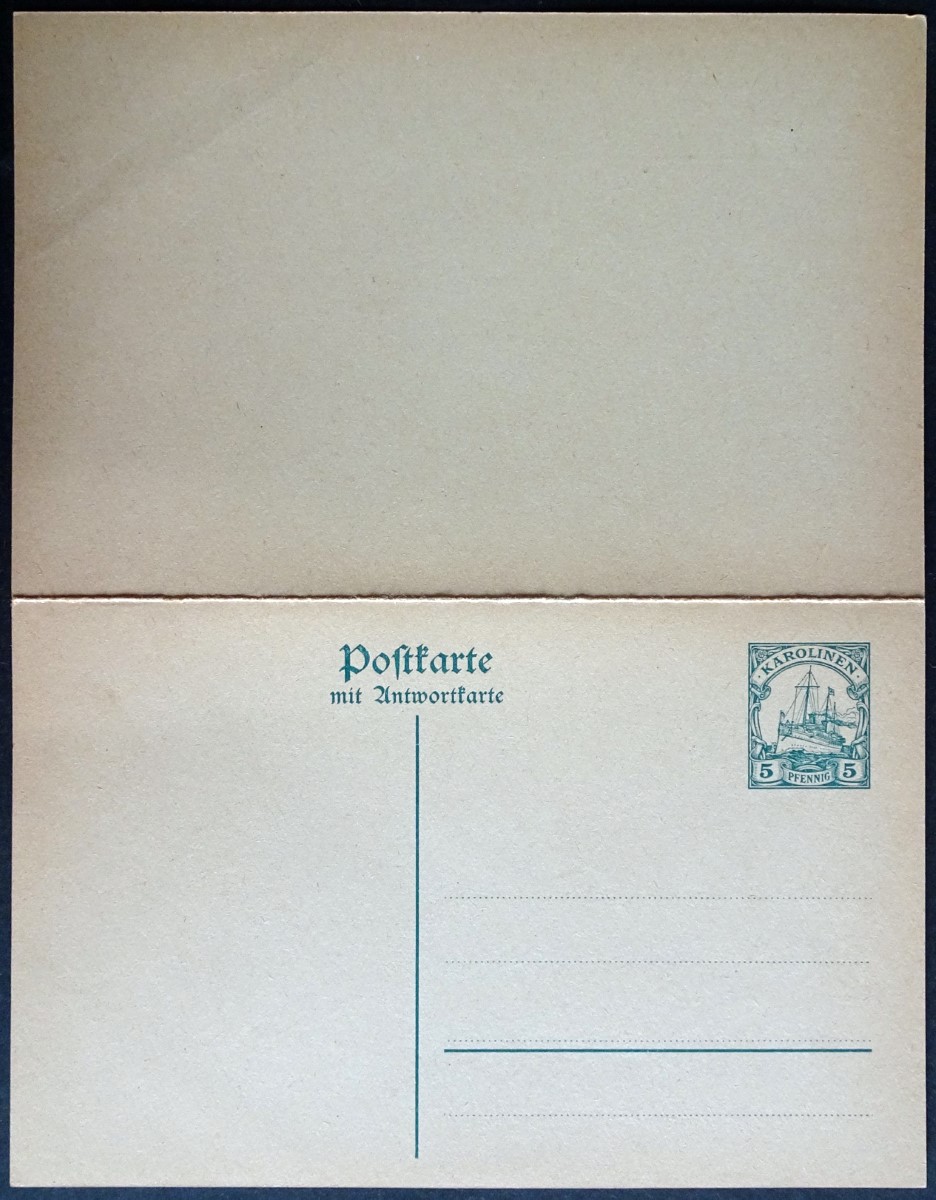 Poſtkarte
mit Antwortkarte
· KAROLINEN ·
5 PFENNIG 5